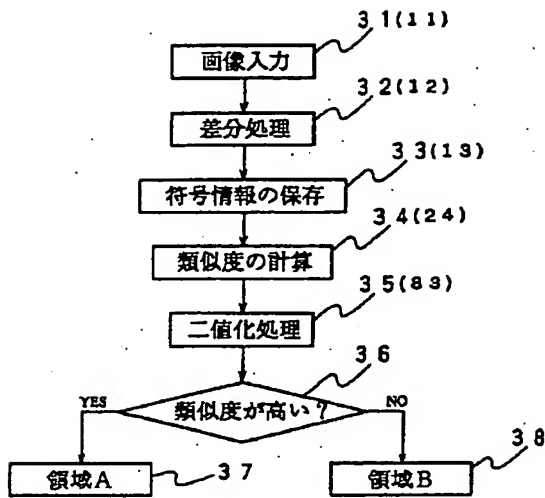 31(11)
画像入力
32(12)
差分処理
33(13)
符号情報の保存
34(24)
類似度の計算
35(83)
二値化処理
36
類似度が高い?
YES
NO
領域A
37
領域B
38